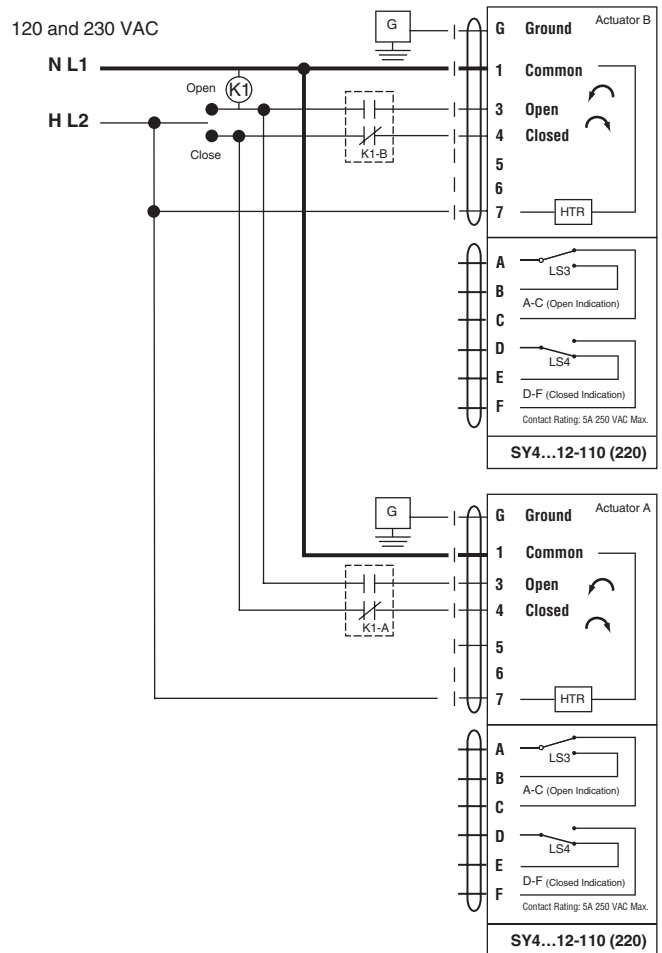 120 and 230 VAC
N L1
H L2
Open
K1
Close
K1-B
G
Actuator B
G Ground
1 Common
3 Open
4 Closed
5
6
7 HTR
A
LS3
B
A-C (Open Indication)
C
D
LS4
E
D-F (Closed Indication)
F
Contact Rating: 5A 250 VAC Max.
SY4…12-110 (220)
G
Actuator A
G Ground
1 Common
3 Open
4 Closed
K1-A
5
6
7 HTR
A
LS3
B
A-C (Open Indication)
C
D
LS4
E
D-F (Closed Indication)
F
Contact Rating: 5A 250 VAC Max.
SY4…12-110 (220)